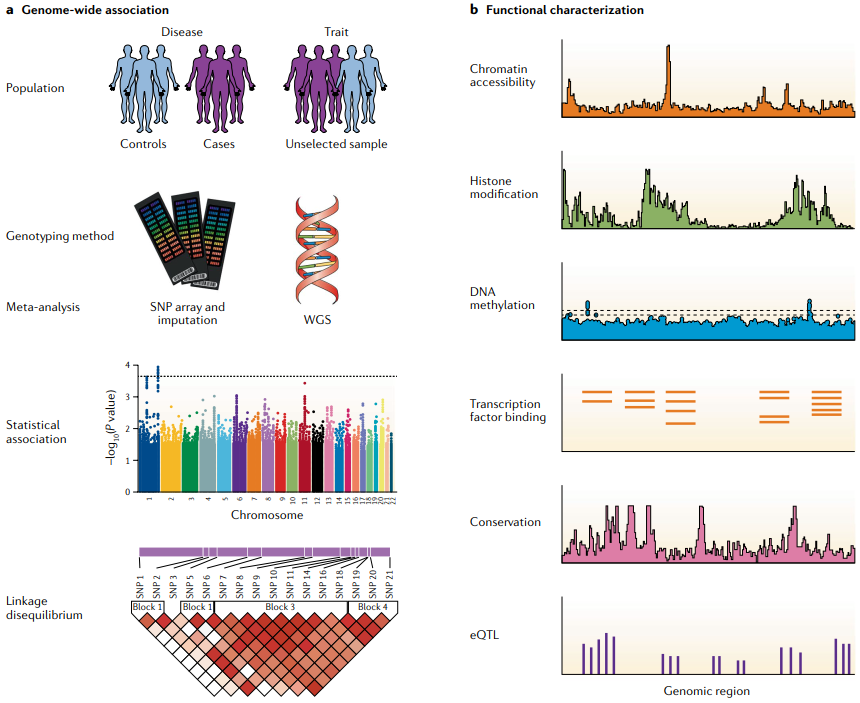 a Genome-wide association
Disease
Trait
Population
Controls
Cases
Unselected sample
Genotyping method
Meta-analysis
SNP array and
imputation
WGS
Statistical
association
–log10(P value)
4
3
2
1
0
1 2 3 4 5 6 7 8 9 10 11 12 13 14 15 16 17 18 19 20 21 22
Chromosome
Linkage
disequilibrium
SNP 1
SNP 2
SNP 3
SNP 5
SNP 6
SNP 7
SNP 8
SNP 9
SNP 10
SNP 11
SNP 14
SNP 16
SNP 18
SNP 19
SNP 20
SNP 21
Block 1
Block 1
Block 3
Block 4
b Functional characterization
Chromatin
accessibility
Histone
modification
DNA
methylation
Transcription
factor binding
Conservation
eQTL
Genomic region